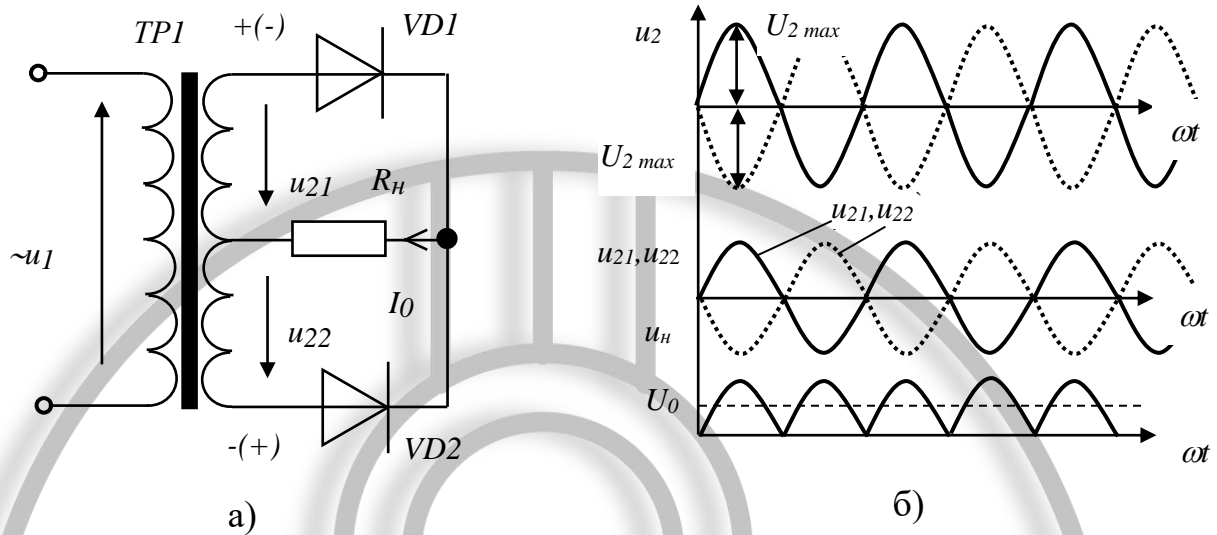 TP1
+(-)
VD1
u21
Rн
~u1
I0
u22
-(+)
VD2
а)
u2
U2 max
ωt
U2 max
u21,u22
u21,u22
ωt
uн
U0
ωt
б)